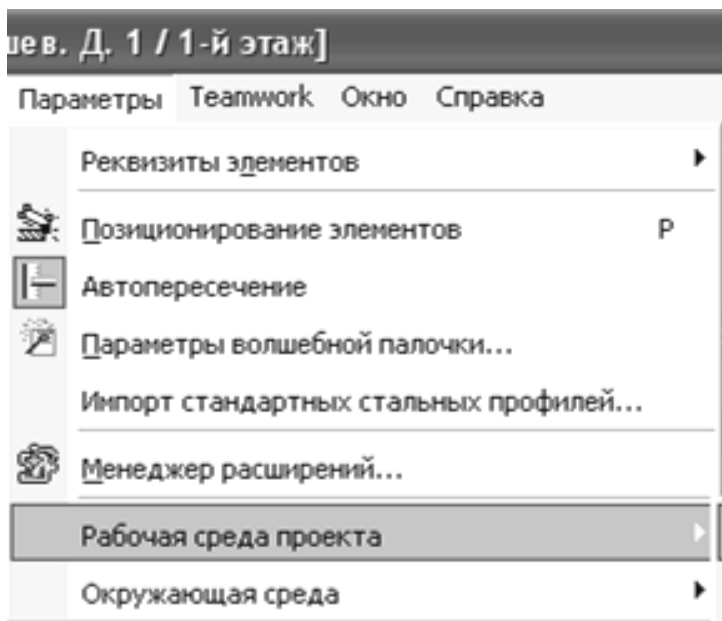 шев. Д. 1 / 1-й этаж]
Параметры Teamwork Окно Справка
Реквизиты элементов
Позиционирование элементов P
Автопересечение
Параметры волшебной палочки...
Импорт стандартных стальных профилей...
Менеджер расширений...
Рабочая среда проекта
Окружающая среда